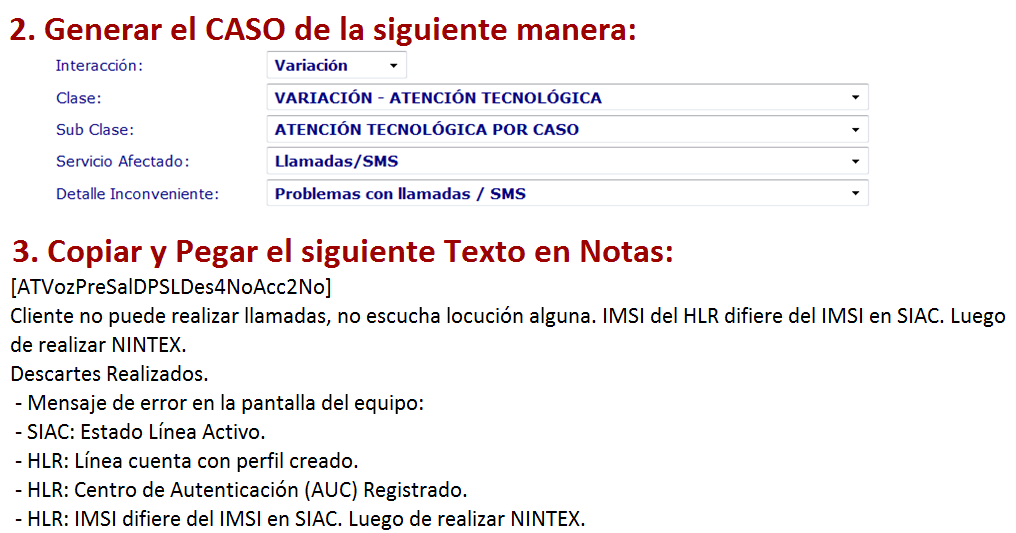 2. Generar el CASO de la siguiente manera:
Interacción: Variación
Clase: VARIACIÓN - ATENCIÓN TECNOLÓGICA
Sub Clase: ATENCIÓN TECNOLÓGICA POR CASO
Servicio Afectado: Llamadas/SMS
Detalle Inconveniente: Problemas con llamadas / SMS
3. Copiar y Pegar el siguiente Texto en Notas:
[ATVozPreSalDPSLDes4NoAcc2No]
Cliente no puede realizar llamadas, no escucha locución alguna. IMSI del HLR difiere del IMSI en SIAC. Luego
de realizar NINTEX.
Descartes Realizados.
- Mensaje de error en la pantalla del equipo:
- SIAC: Estado Línea Activo.
- HLR: Línea cuenta con perfil creado.
- HLR: Centro de Autenticación (AUC) Registrado.
- HLR: IMSI difiere del IMSI en SIAC. Luego de realizar NINTEX.